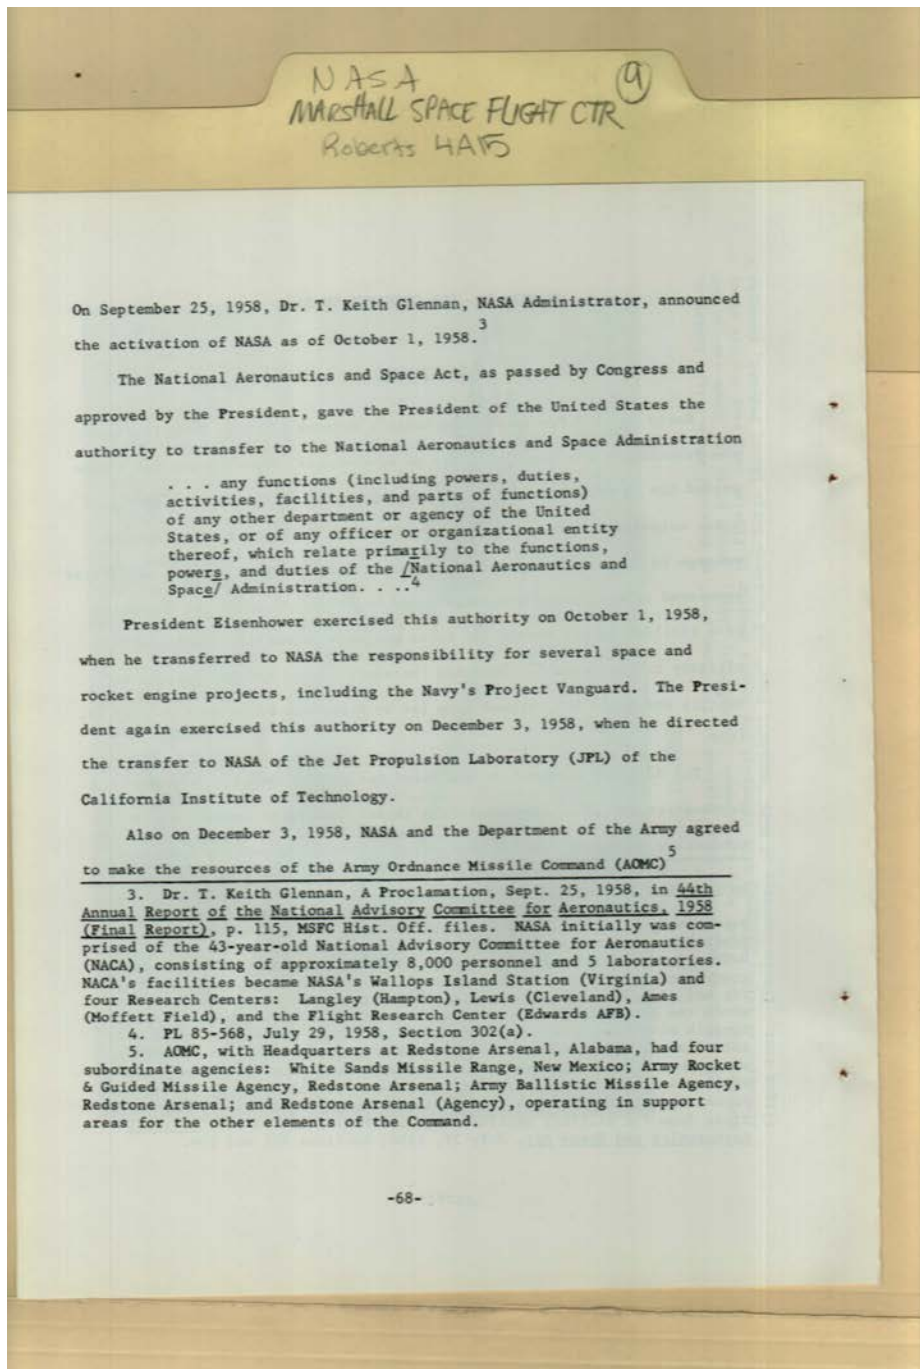 NASA 9
MARSHALL SPACE FLIGHT CTR
Roberts 4A15
On September 25, 1958, Dr. T. Keith Glennan, NASA Administrator, announced
the activation of NASA as of October 1, 1958.3
The National Aeronautics and Space Act, as passed by Congress and
approved by the President, gave the President of the United States the
authority to transfer to the National Aeronautics and Space Administration
. . . any functions (including powers, duties,
activities, facilities, and parts of functions)
of any other department or agency of the United
States, or of any officer or organizational entity
thereof, which relate primarily to the functions,
powers, and duties of the /National Aeronautics and
Space/ Administration. . . .4
President Eisenhower exercised this authority on October 1, 1958,
when he transferred to NASA the responsibility for several space and
rocket engine projects, including the Navy's Project Vanguard. The Presi-
dent again exercised this authority on December 3, 1958, when he directed
the transfer to NASA of the Jet Propulsion Laboratory (JPL) of the
California Institute of Technology.
Also on December 3, 1958, NASA and the Department of the Army agreed
to make the resources of the Army Ordnance Missile Command (AOMC)5
3. Dr. T. Keith Glennan, A Proclamation, Sept. 25, 1958, in 44th
Annual Report of the National Advisory Committee for Aeronautics, 1958
(Final Report), p. 115, MSFC Hist. Off. files. NASA initially was com-
prised of the 43-year-old National Advisory Committee for Aeronautics
(NACA), consisting of approximately 8,000 personnel and 5 laboratories.
NACA's facilities became NASA's Wallops Island Station (Virginia) and
four Research Centers: Langley (Hampton), Lewis (Cleveland), Ames
(Moffett Field), and the Flight Research Center (Edwards AFB).
4. PL 85-568, July 29, 1958, Section 302(a).
5. AOMC, with Headquarters at Redstone Arsenal, Alabama, had four
subordinate agencies: White Sands Missile Range, New Mexico; Army Rocket
& Guided Missile Agency, Redstone Arsenal; Army Ballistic Missile Agency,
Redstone Arsenal; and Redstone Arsenal (Agency), operating in support
areas for the other elements of the Command.
-68-